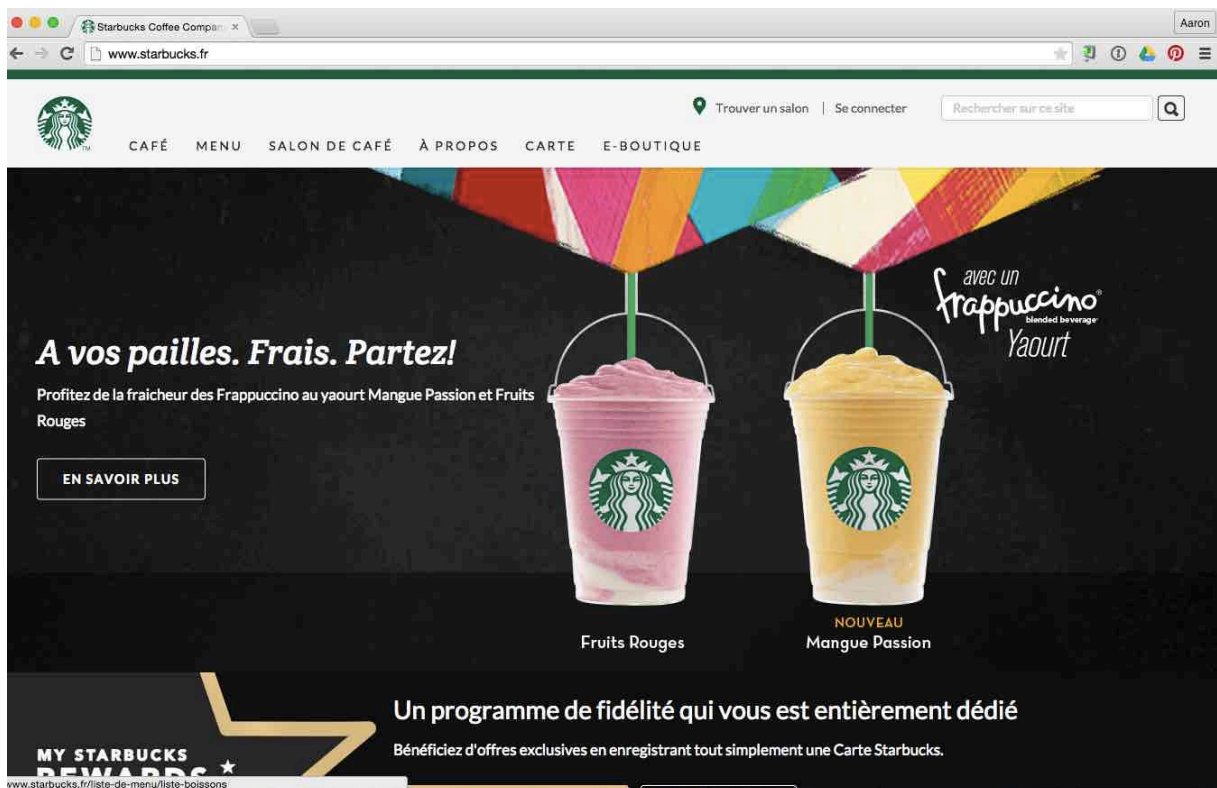 Starbucks Coffee Compan
Aaron
www.starbucks.fr
Trouver un salon | Se connecter
Rechercher sur ce site
CAFÉ MENU SALON DE CAFÉ À PROPOS CARTE E-BOUTIQUE
TM
avec un
frappuccino®
blended beverage
Yaourt
A vos pailles. Frais. Partez!
Profitez de la fraicheur des Frappuccino au yaourt Mangue Passion et Fruits
Rouges
EN SAVOIR PLUS
Fruits Rouges
NOUVEAU
Mangue Passion
Un programme de fidélité qui vous est entièrement dédié
Bénéficiez d'offres exclusives en enregistrant tout simplement une Carte Starbucks.
MY STARBUCKS
REWARDS
www.starbucks.fr/liste-de-menu/liste-boissons